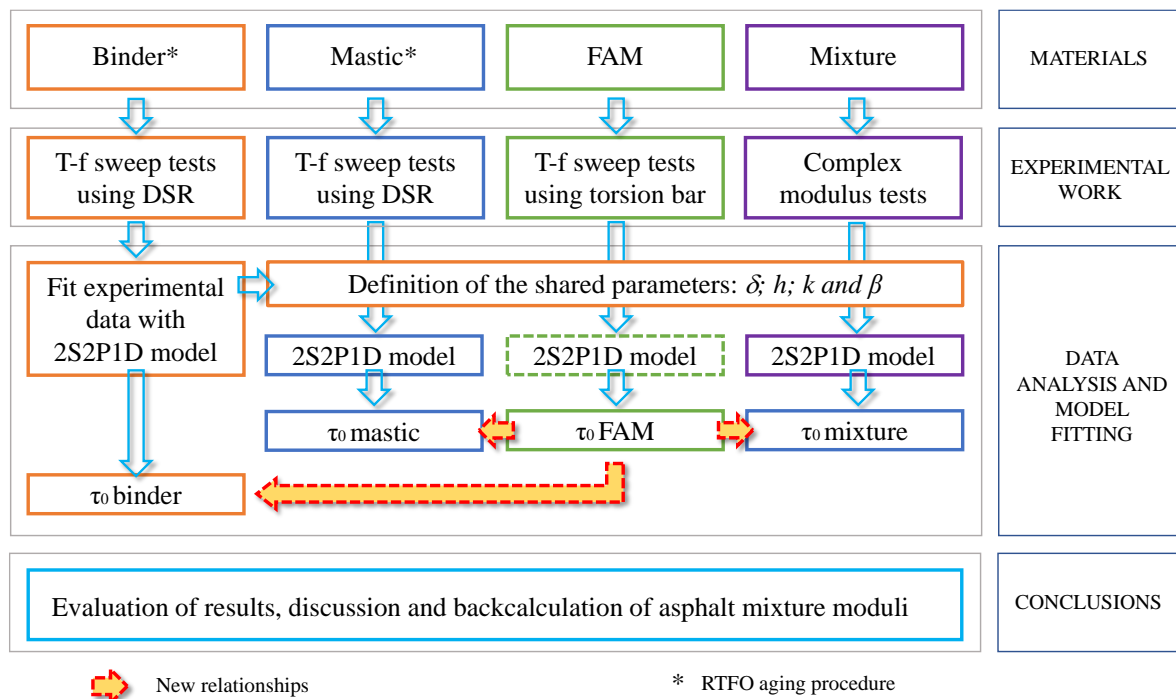 Binder*
Mastic*
FAM
Mixture
MATERIALS
T-f sweep tests
using DSR
T-f sweep tests
using DSR
T-f sweep tests
using torsion bar
Complex
modulus tests
EXPERIMENTAL
WORK
Fit experimental
data with
2S2P1D model
Definition of the shared parameters: δ; h; k and β
2S2P1D model
2S2P1D model
2S2P1D model
τ0 mastic
τ0 FAM
τ0 mixture
τ0 binder
DATA
ANALYSIS AND
MODEL
FITTING
Evaluation of results, discussion and backcalculation of asphalt mixture moduli
CONCLUSIONS
New relationships
* RTFO aging procedure